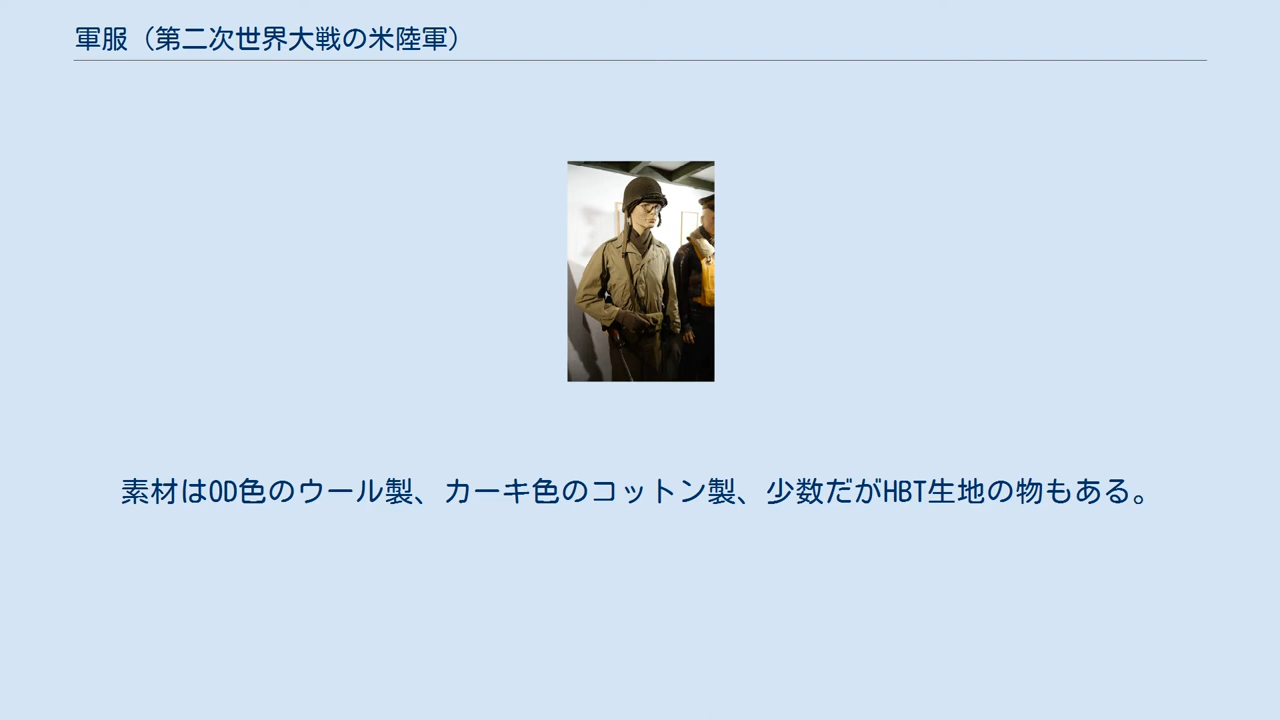 軍服（第二次世界大戦の米陸軍）
素材はOD色のウール製、カーキ色のコットン製、少数だがHBT生地の物もある。